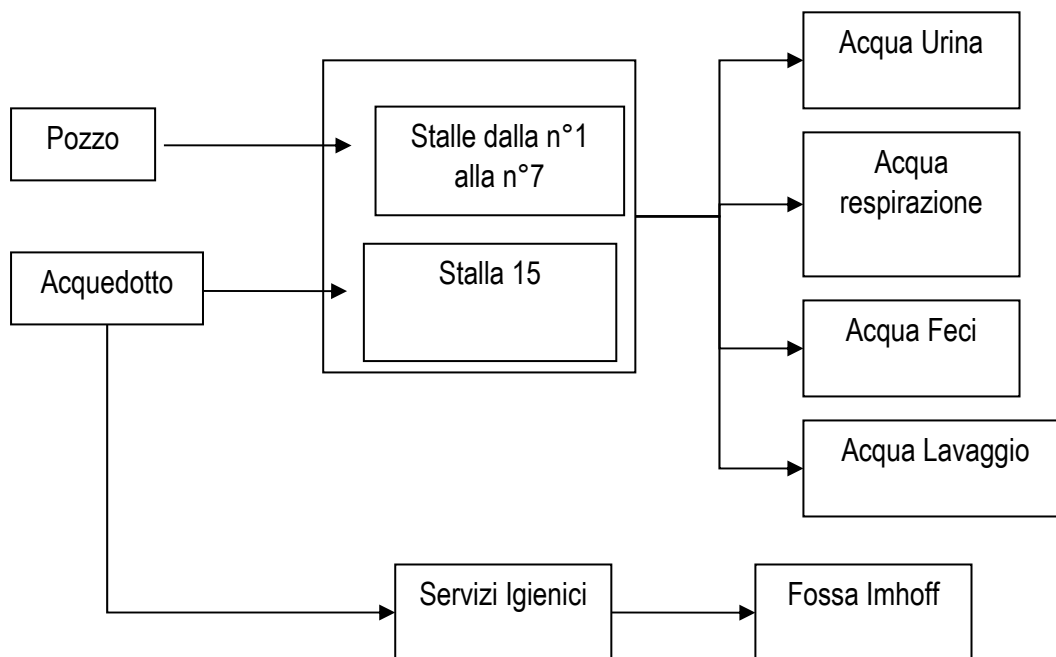 Acqua Urina
Pozzo
Stalle dalla n°1
alla n°7
Acqua
respirazione
Acquedotto
Stalla 15
Acqua Feci
Acqua Lavaggio
Servizi Igienici
Fossa Imhoff